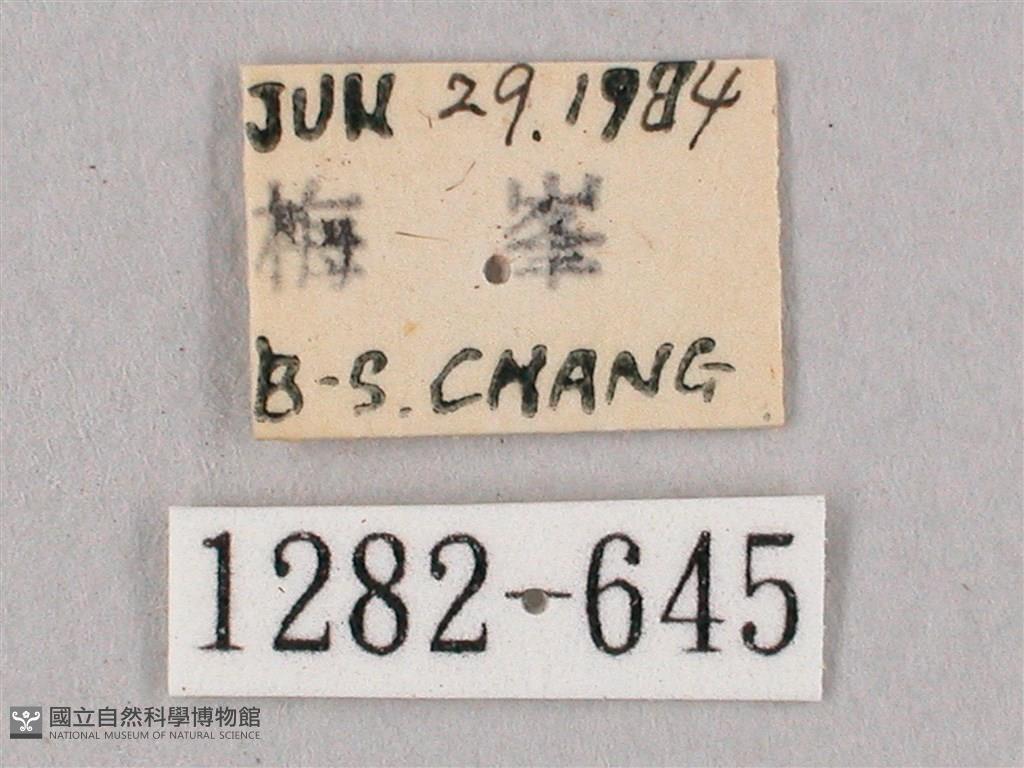 JUN 29. 1984
梅峯
B-S. CHANG
1282-645
國立自然科學博物館
NATIONAL MUSEUM OF NATURAL SCIENCE